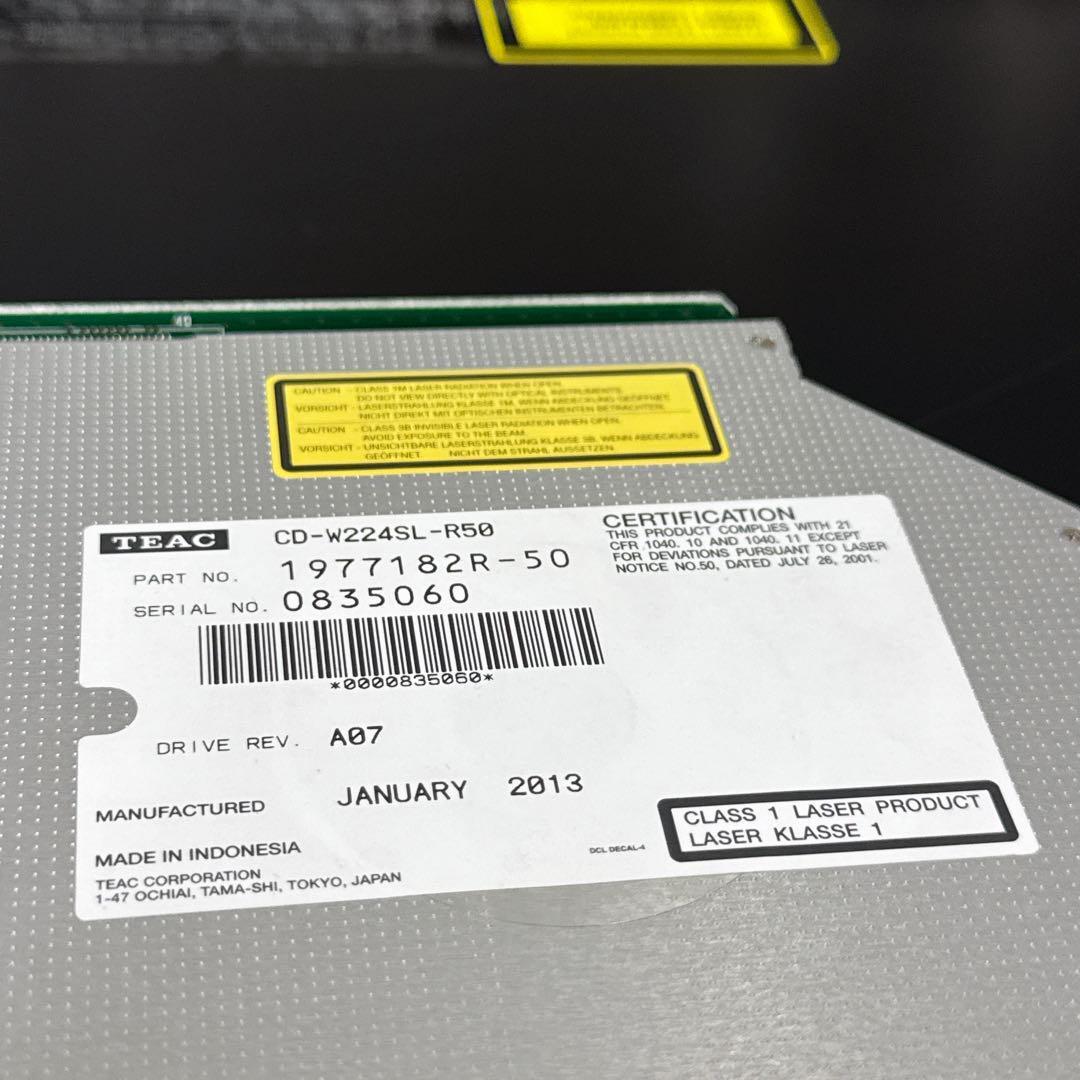 40
CAUTION - CLASS 1M LASER RADIATION WHEN OPEN.
DO NOT VIEW DIRECTLY WITH OPTICAL INSTRUMENTS.
VORSICHT - LASERSTRAHLUNG KLASSE 1M, WENN ABDECKUNG GEÖFFNET
NICHT DIREKT MIT OPTISCHEN INSTRUMENTEN BETRACHTEN.
CAUTION - CLASS 3B INVISIBLE LASER RADIATION WHEN OPEN.
AVOID EXPOSURE TO THE BEAM.
VORSICHT - UNSICHTBARE LASERSTRAHLUNG KLASSE 3B, WENN ABDECKUNG
GEÖFFNET. NICHT DEM STRAHL AUSSETZEN.
TEAC CD-W224SL-R50
PART NO. 1977182R-50
SERIAL NO. 0835060
*0000835060*
CERTIFICATION
THIS PRODUCT COMPLIES WITH 21
CFR 1040. 10 AND 1040. 11 EXCEPT
FOR DEVIATIONS PURSUANT TO LASER
NOTICE NO.50, DATED JULY 26, 2001.
DRIVE REV. A07
MANUFACTURED JANUARY 2013
MADE IN INDONESIA
TEAC CORPORATION
1-47 OCHIAI, TAMA-SHI, TOKYO, JAPAN
DCL DECAL-4
CLASS 1 LASER PRODUCT
LASER KLASSE 1